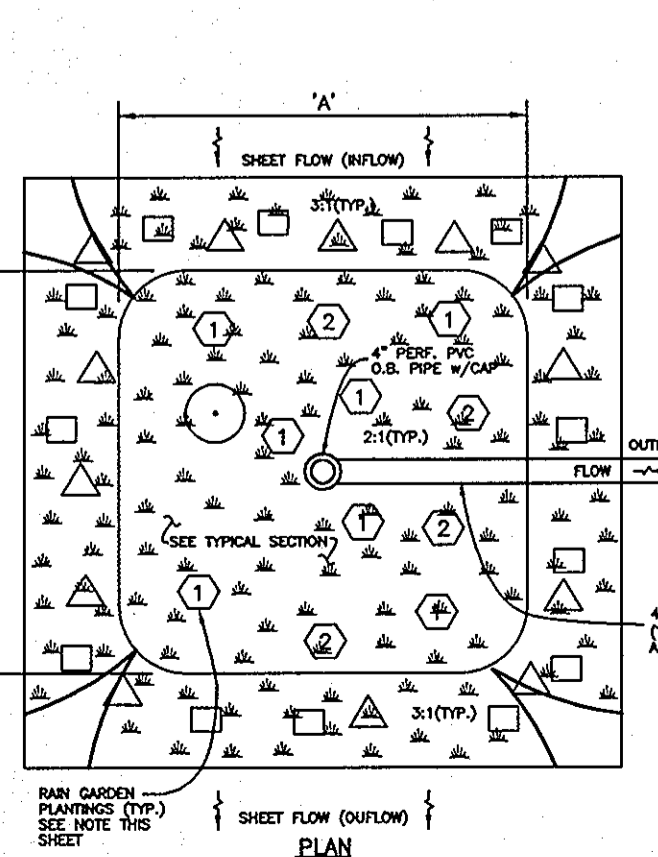 'A'
SHEET FLOW (INFLOW)
3:1(TYP.)
1
2
1
4" PERF. PVC
O.B. PIPE w/CAP
1
2
1
2:1(TYP.)
FLOW
SEE TYPICAL SECTION
1
2
1
1
2
4
(
A
3:1(TYP.)
RAIN GARDEN
PLANTINGS (TYP.)
SEE NOTE THIS
SHEET
SHEET FLOW (OUFLOW)
PLAN